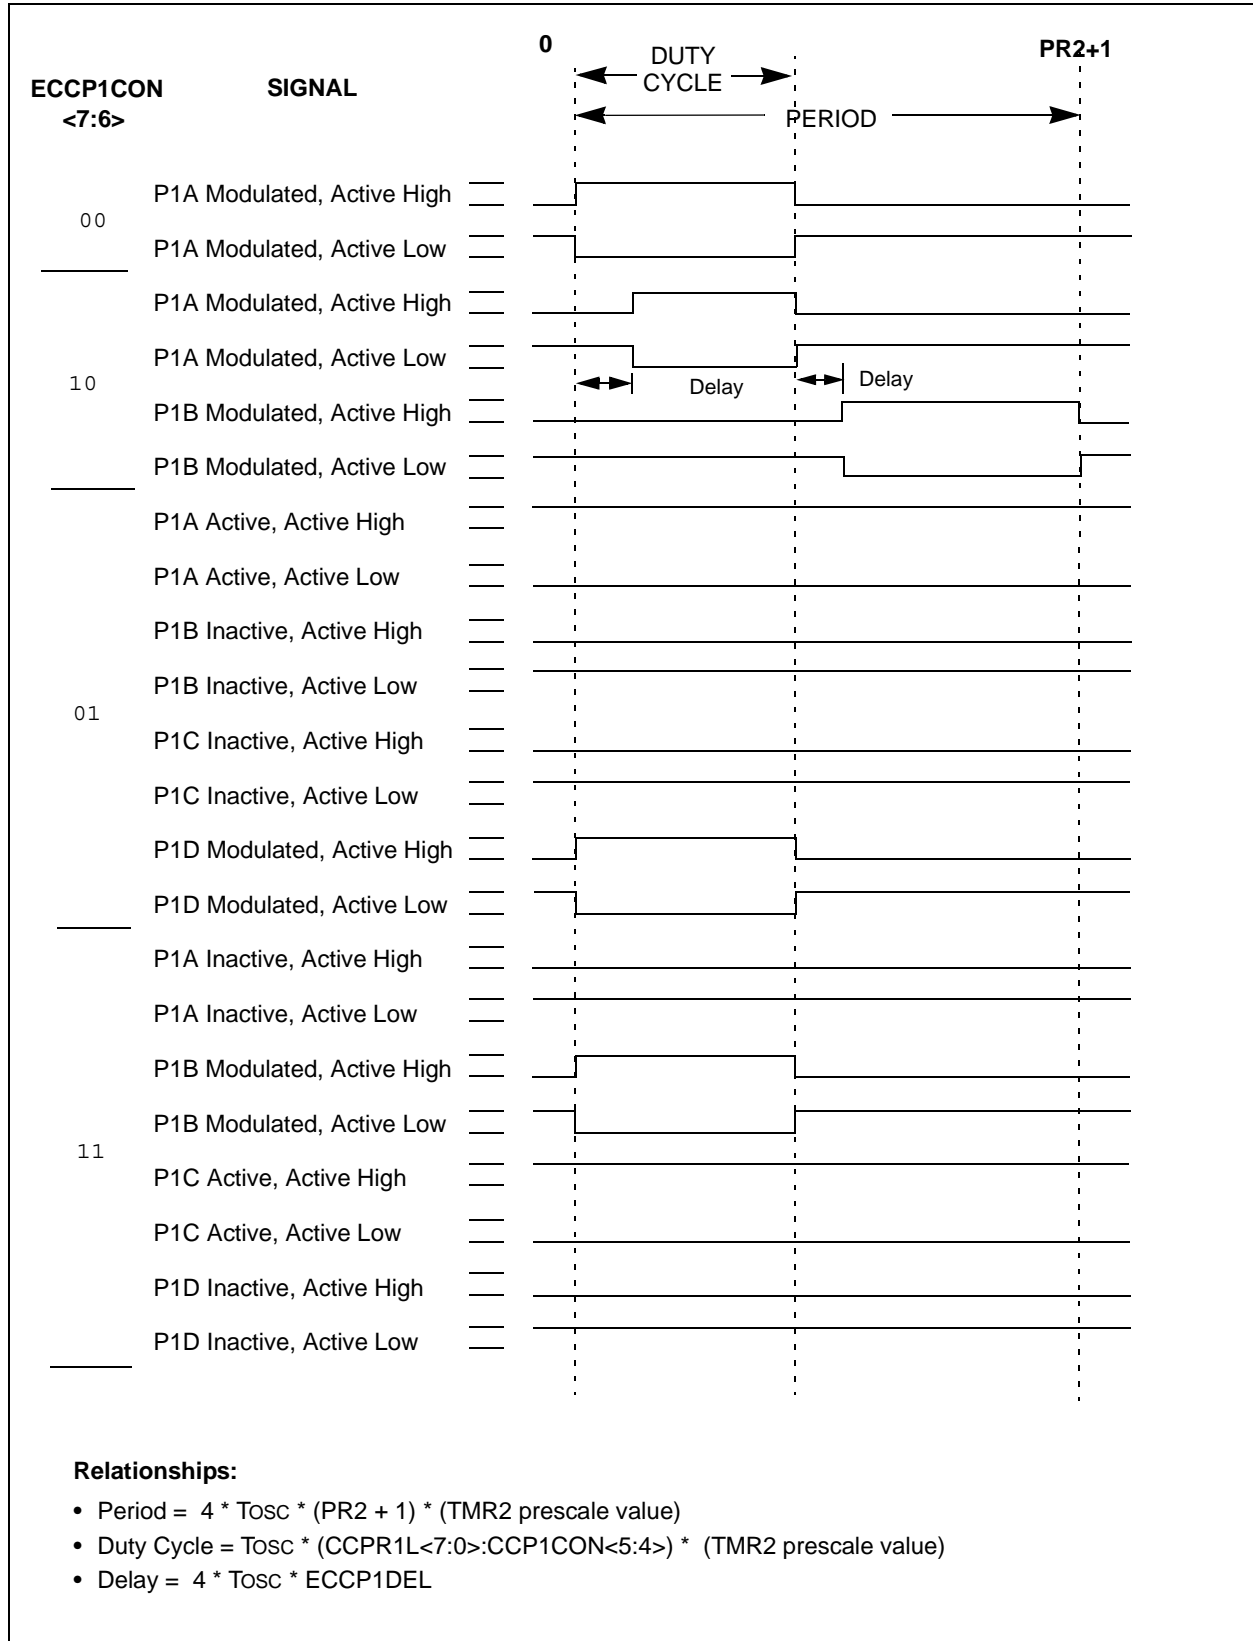 0
PR2+1
DUTY
CYCLE
ECCP1CON
<7:6>
SIGNAL
PERIOD
00
P1A Modulated, Active High
P1A Modulated, Active Low
10
P1A Modulated, Active High
P1A Modulated, Active Low
Delay
Delay
P1B Modulated, Active High
P1B Modulated, Active Low
01
P1A Active, Active High
P1A Active, Active Low
P1B Inactive, Active High
P1B Inactive, Active Low
P1C Inactive, Active High
P1C Inactive, Active Low
P1D Modulated, Active High
P1D Modulated, Active Low
11
P1A Inactive, Active High
P1A Inactive, Active Low
P1B Modulated, Active High
P1B Modulated, Active Low
P1C Active, Active High
P1C Active, Active Low
P1D Inactive, Active High
P1D Inactive, Active Low
Relationships:
• Period = 4 * TOSC * (PR2 + 1) * (TMR2 prescale value)
• Duty Cycle = TOSC * (CCPR1L<7:0>:CCP1CON<5:4>) * (TMR2 prescale value)
• Delay = 4 * TOSC * ECCP1DEL